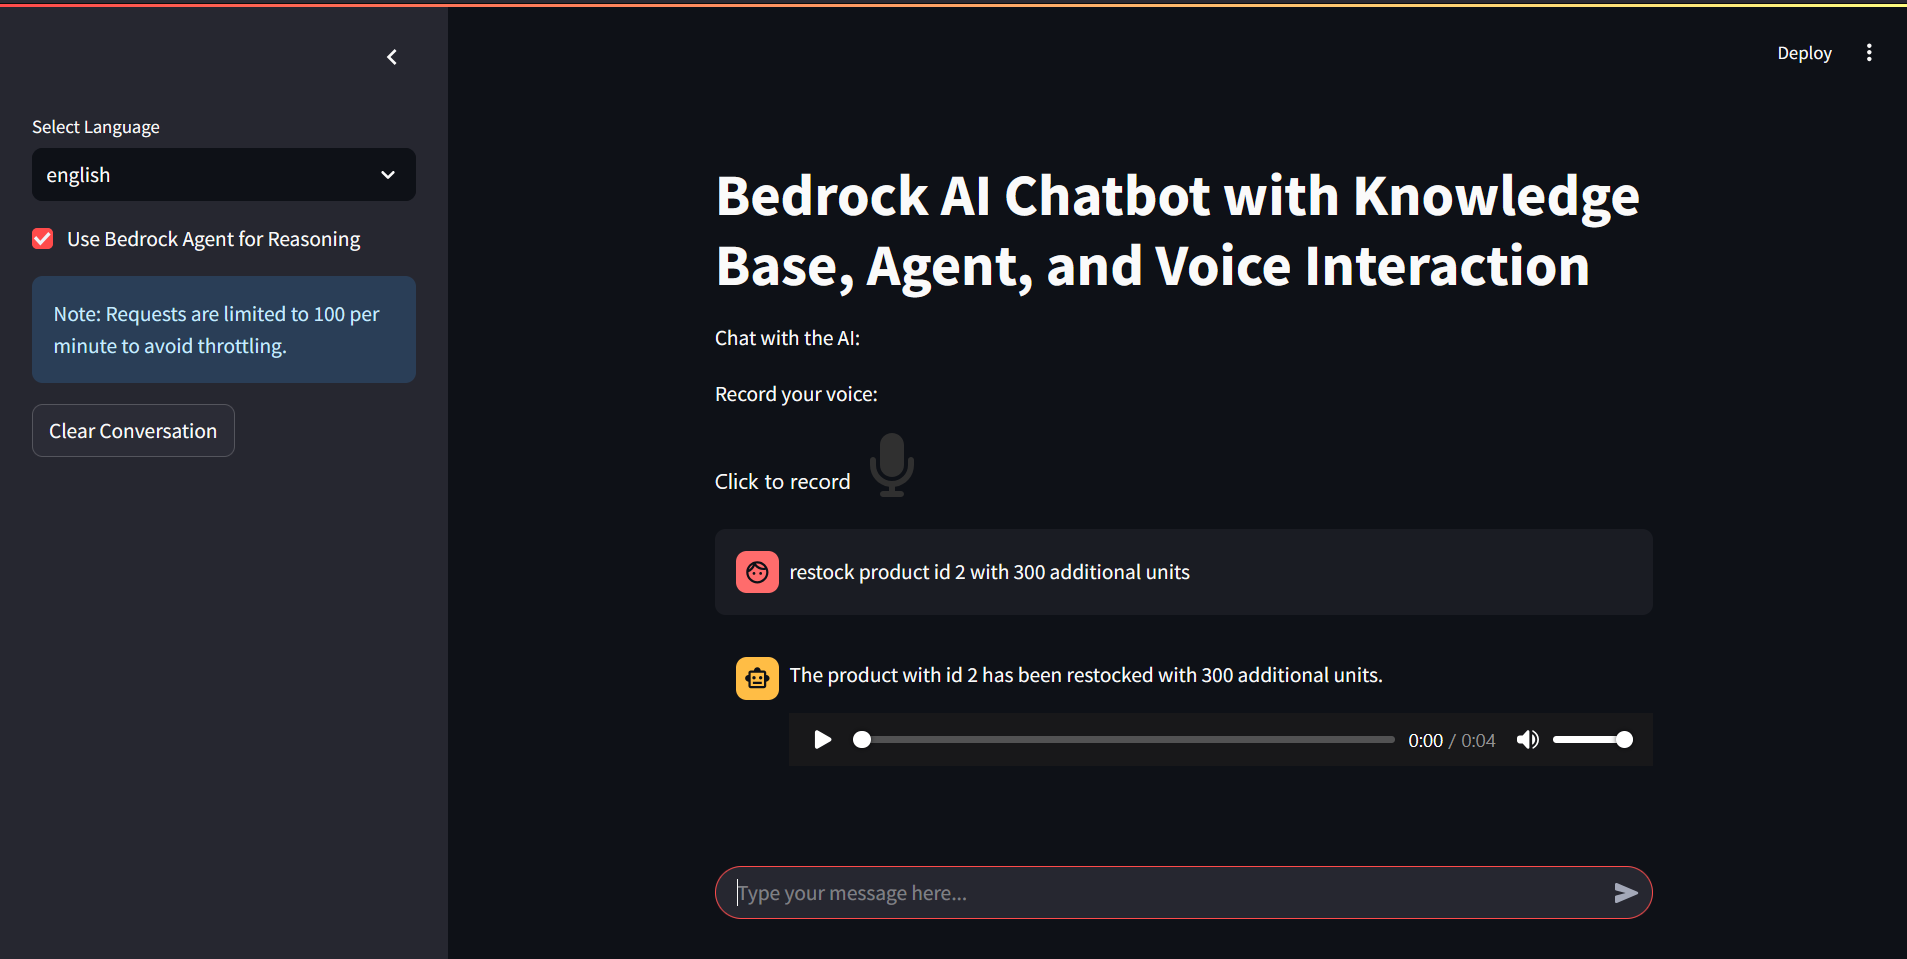 Deploy
Select Language
english
Use Bedrock Agent for Reasoning
Note: Requests are limited to 100 per
minute to avoid throttling.
Clear Conversation
Bedrock AI Chatbot with Knowledge
Base, Agent, and Voice Interaction
Chat with the AI:
Record your voice:
Click to record
restock product id 2 with 300 additional units
The product with id 2 has been restocked with 300 additional units.
0:00 / 0:04
Type your message here...